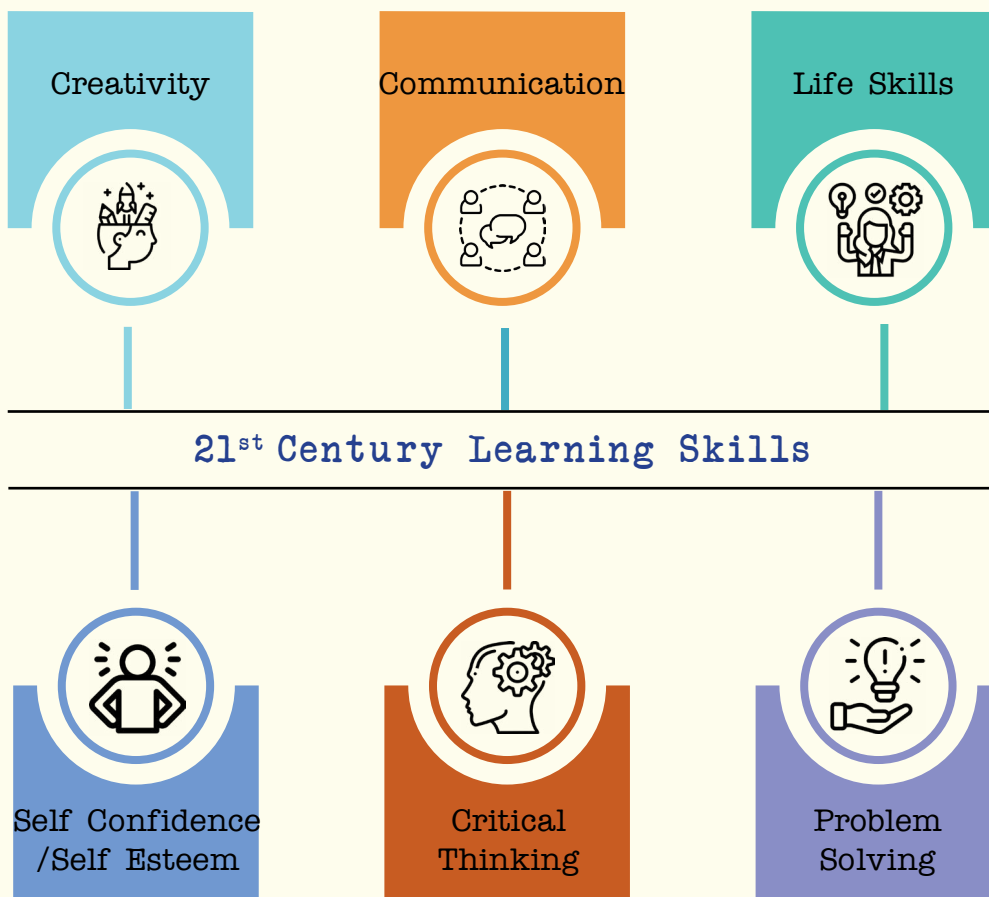 Creativity
Communication
Life Skills
21st Century Learning Skills
Self Confidence
/Self Esteem
Critical
Thinking
Problem
Solving